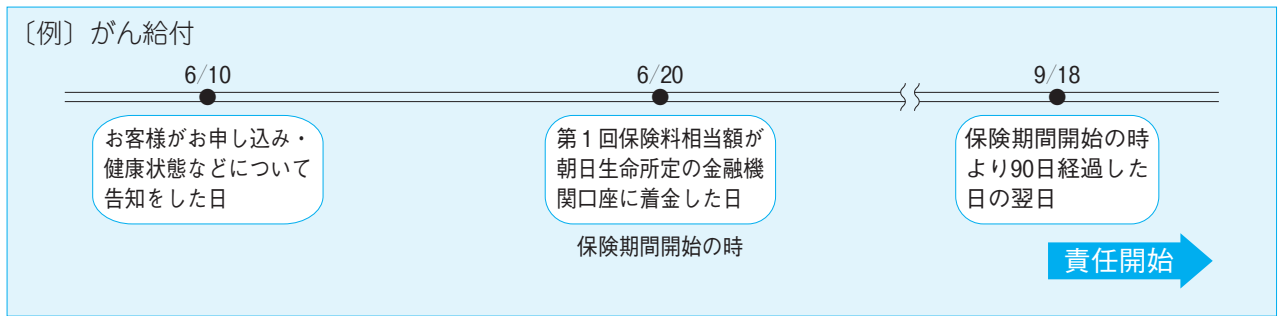 〔例〕がん給付
6/10
6/20
9/18
お客様がお申し込み・
健康状態などについて
告知をした日
第1回保険料相当額が
朝日生命所定の金融機
関口座に着金した日
保険期間開始の時
より90日経過した
日の翌日
保険期間開始の時
責任開始